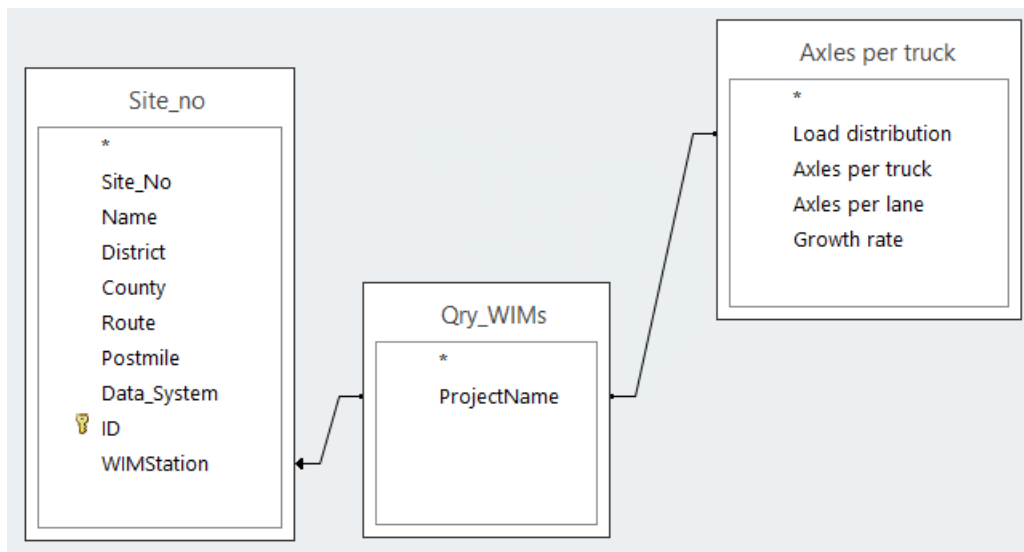 Site_no
*
Site_No
Name
District
County
Route
Postmile
Data_System
ID
WIMStation
Qry_WIMs
*
ProjectName
Axles per truck
*
Load distribution
Axles per truck
Axles per lane
Growth rate